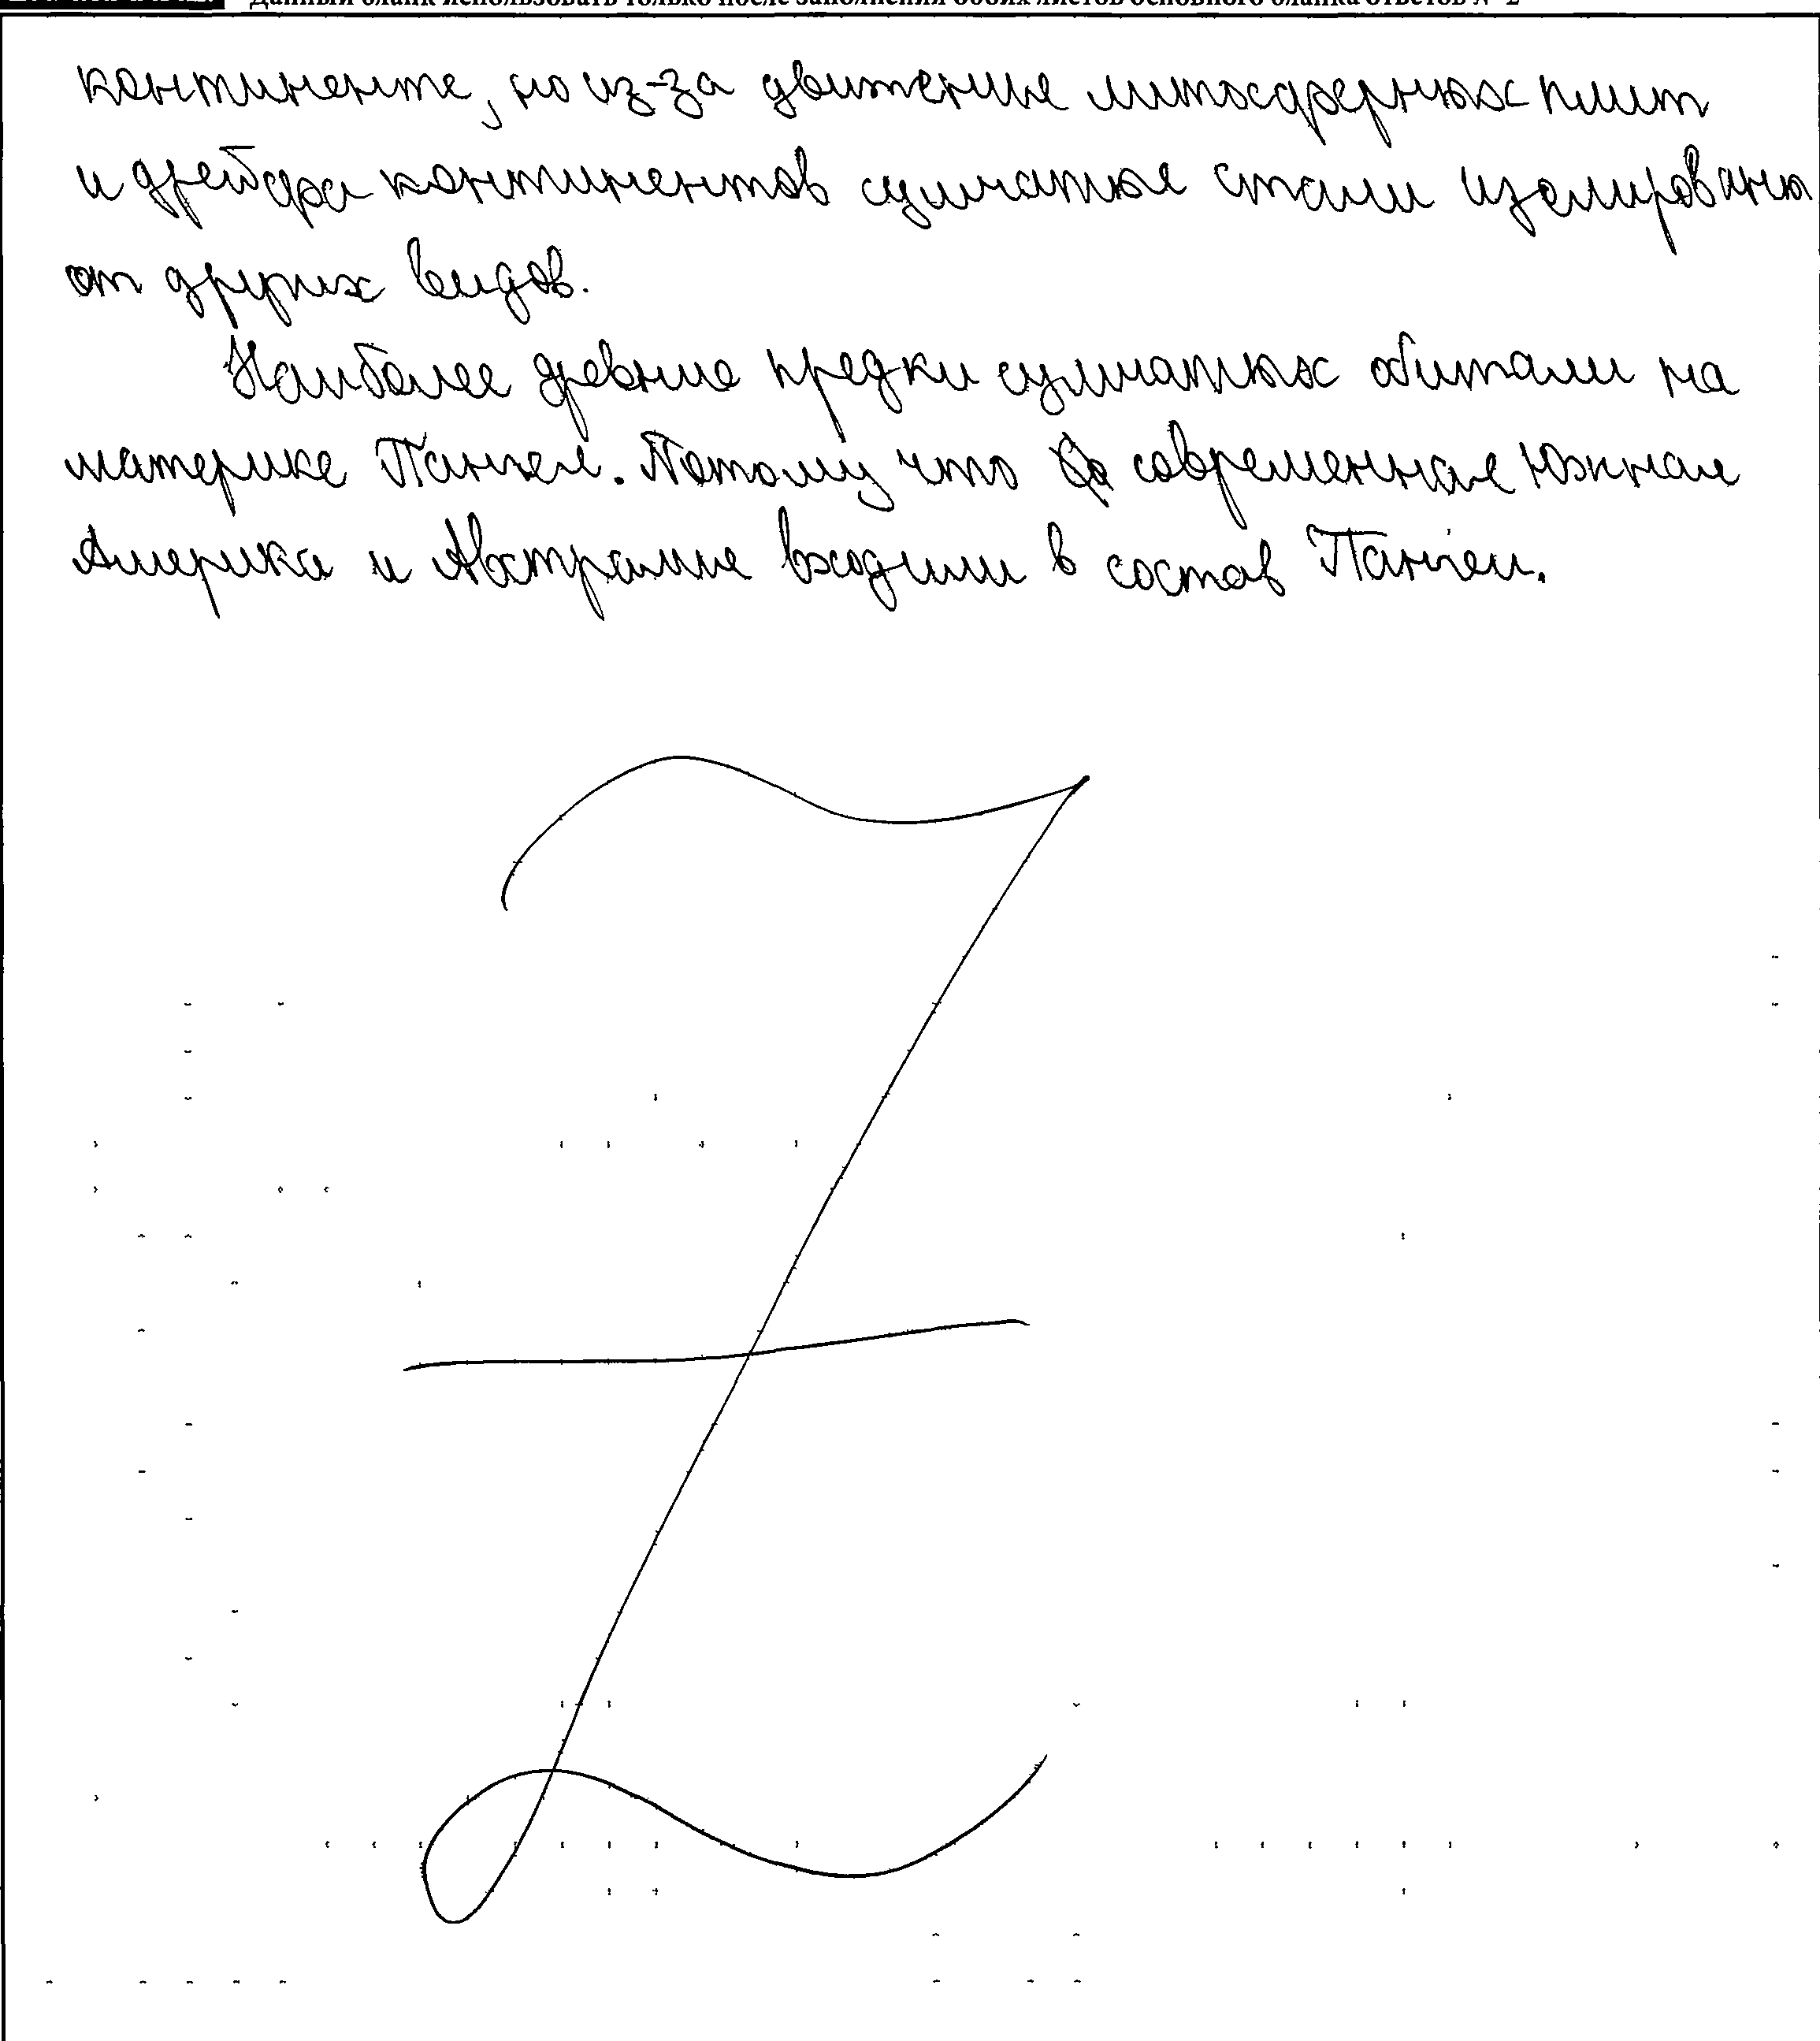 Данный бланк использовать только после заполнения обоих листов основного бланка ответов № 2
континенте, но из-за движения литосферных плит
и дрейфа континентов сумчатые стали изолированы
от других видов.
Наиболее древние предки сумчатых обитали на
материке Пангея. Потому что современная Южная
Америка и Австралия входили в состав Пангеи.
Z